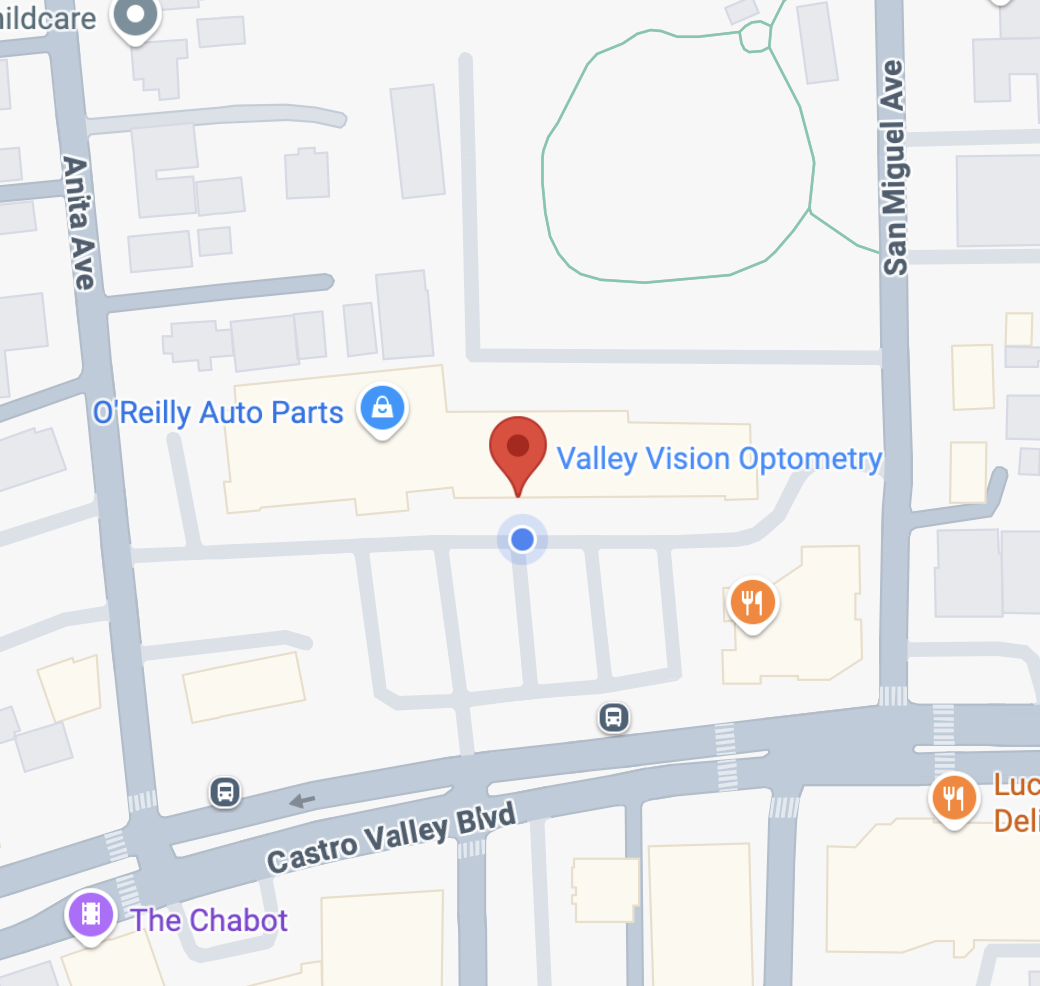 ildcare
Anita Ave
San Miguel Ave
O'Reilly Auto Parts
Valley Vision Optometry
Castro Valley Blvd
Luc
Deli
The Chabot